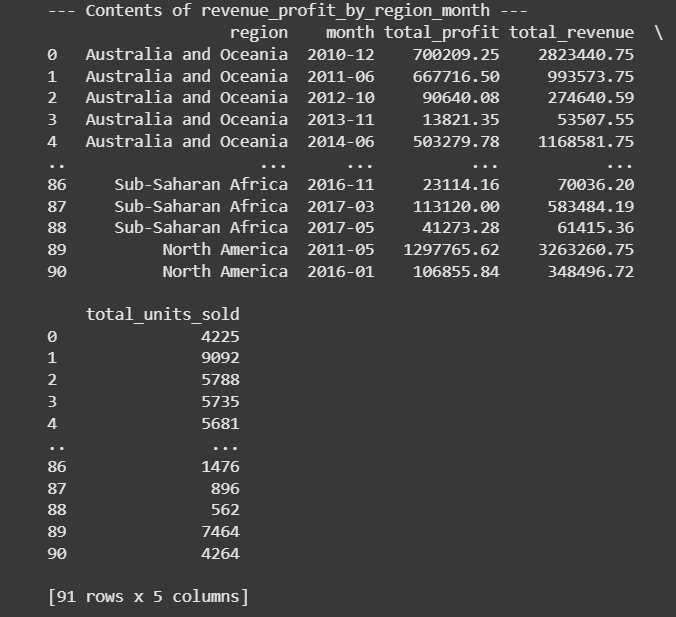 --- Contents of revenue_profit_by_region_month ---
region month total_profit total_revenue \
0 Australia and Oceania 2010-12 700209.25 2823440.75
1 Australia and Oceania 2011-06 667716.50 993573.75
2 Australia and Oceania 2012-10 90640.08 274640.59
3 Australia and Oceania 2013-11 13821.35 53507.55
4 Australia and Oceania 2014-06 503279.78 1168581.75
.. ... ... ... ...
86 Sub-Saharan Africa 2016-11 23114.16 70036.20
87 Sub-Saharan Africa 2017-03 113120.00 583484.19
88 Sub-Saharan Africa 2017-05 41273.28 61415.36
89 North America 2011-05 1297765.62 3263260.75
90 North America 2016-01 106855.84 348496.72
total_units_sold
0 4225
1 9092
2 5788
3 5735
4 5681
.. ...
86 1476
87 896
88 562
89 7464
90 4264
[91 rows x 5 columns]